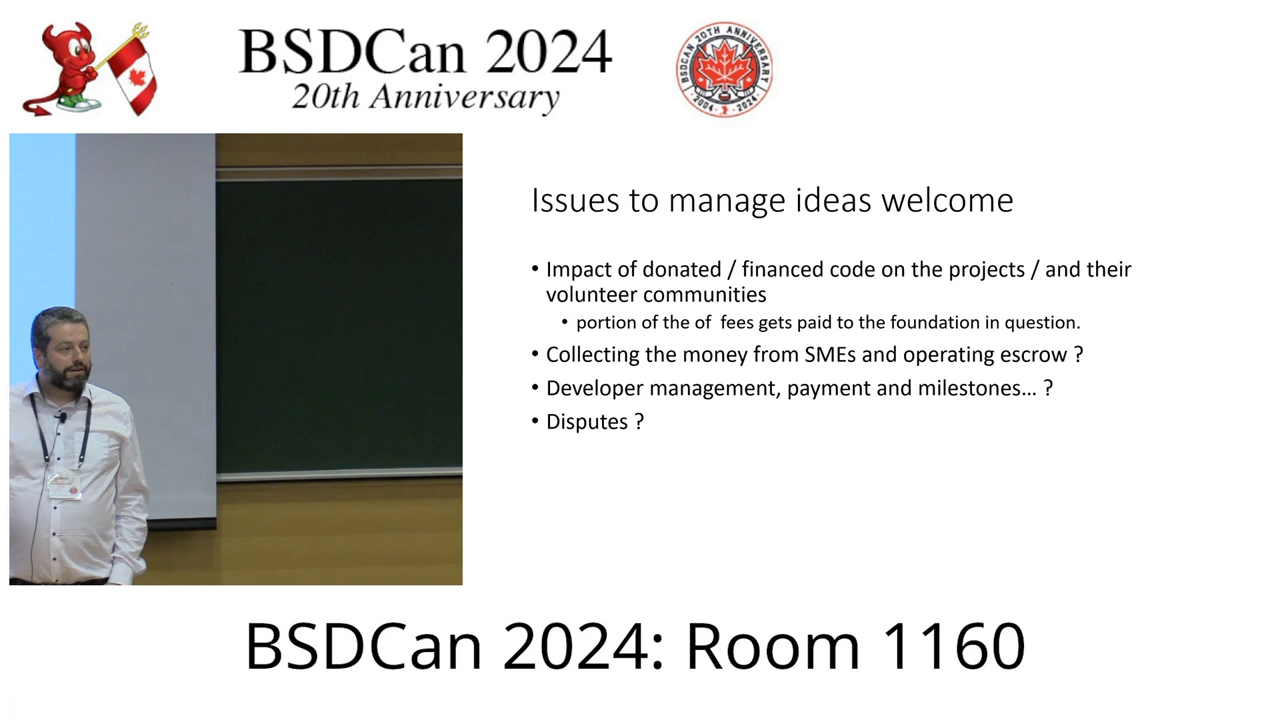 BSDCan 2024
20th Anniversary
BSDCAN 20TH ANNIVERSARY
2004 2024
Issues to manage ideas welcome
• Impact of donated / financed code on the projects / and their
volunteer communities
• portion of the of fees gets paid to the foundation in question.
• Collecting the money from SMEs and operating escrow ?
• Developer management, payment and milestones... ?
• Disputes ?
BSDCan 2024: Room 1160